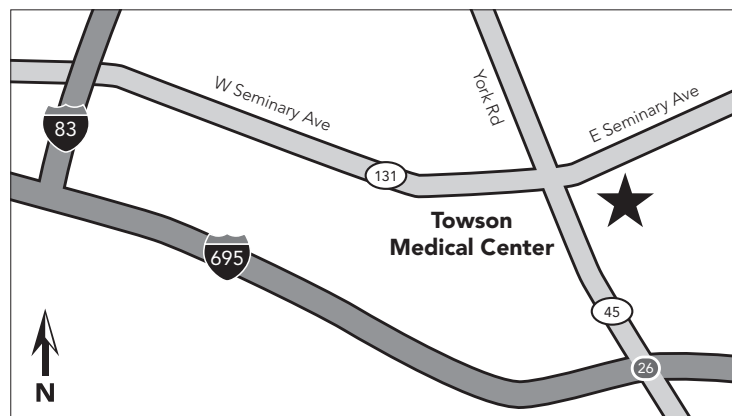 W Seminary Ave
York Rd
E Seminary Ave
83
131
Towson
Medical Center
695
45
26
N